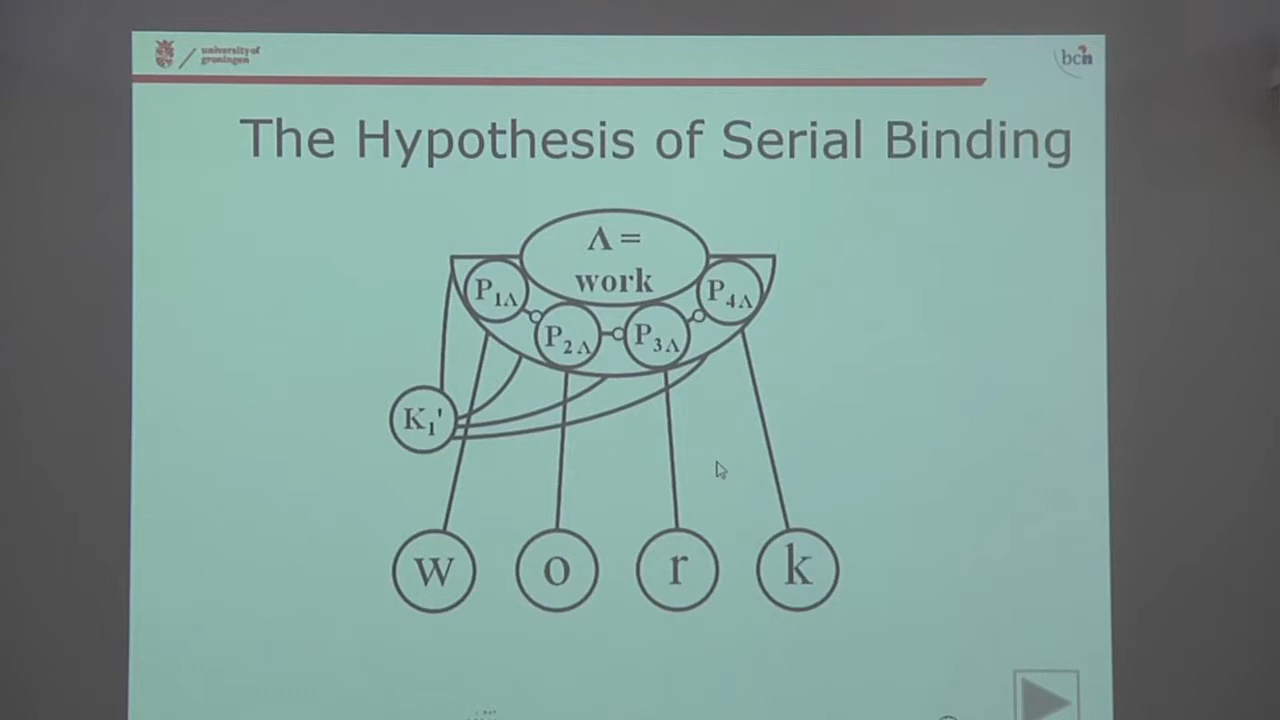 university of
groningen
bcn
The Hypothesis of Serial Binding
Λ =
work
P1Λ
P4Λ
P2Λ
P3Λ
K1'
w
o
r
k